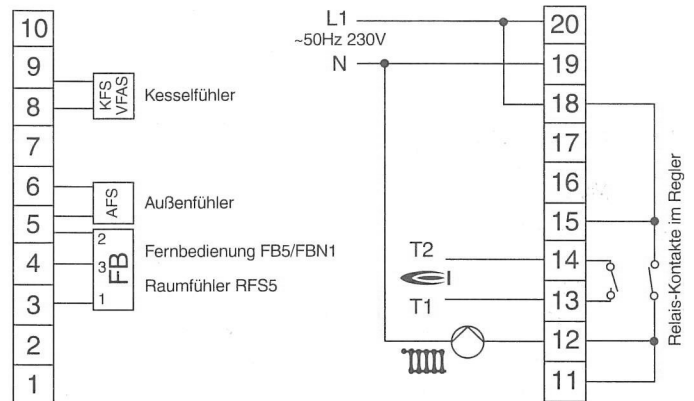 10
9
8
7
6
5
4
3
2
1
KFS
VFAS
Kesselfühler
AFS
Außenfühler
2
3
1
FB
Fernbedienung FB5/FBN1
Raumfühler RFS5
L1
~50Hz 230V
N
T2
T1
20
19
18
17
16
15
14
13
12
11
Relais-Kontakte im Regler